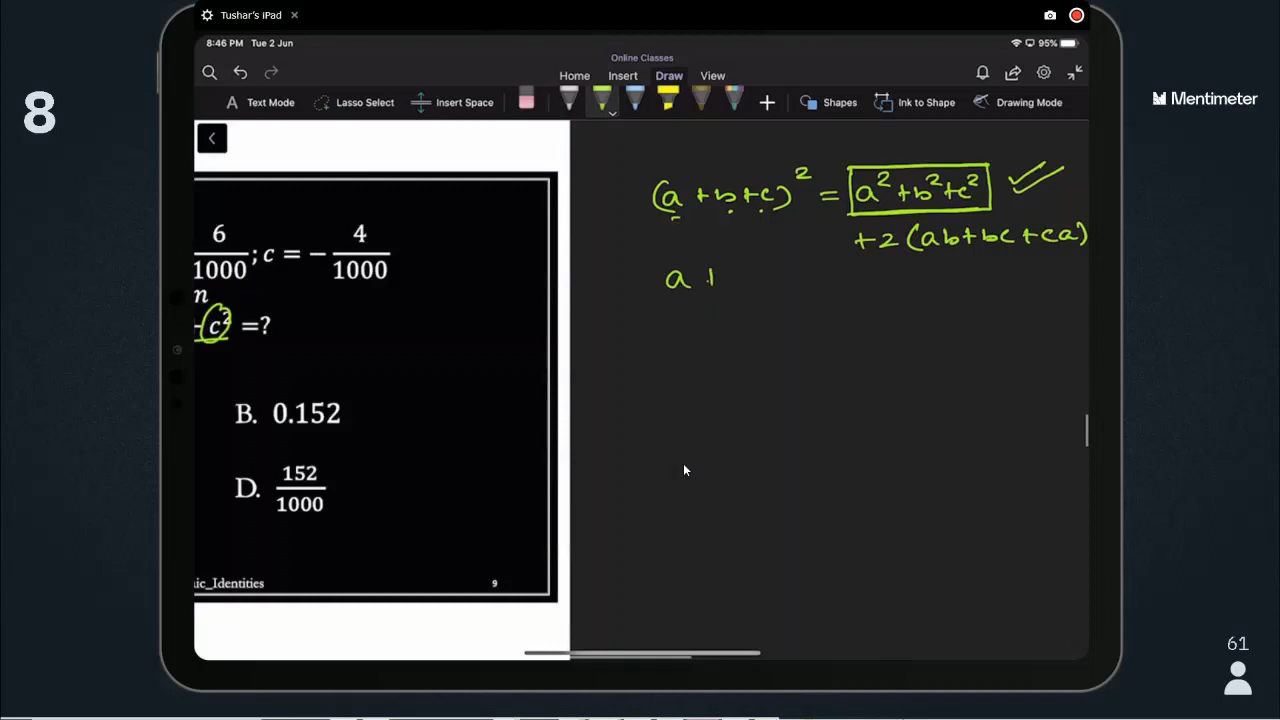 Tushar's iPad ×
8:46 PM Tue 2 Jun
95%
Online Classes
Home Insert Draw View
Text Mode Lasso Select Insert Space Shapes Ink to Shape Drawing Mode
8
Mentimeter
6/1000 ; c = − 4/1000
n
c² =?
B. 0.152
D. 152/1000
ic_Identities
9
(a+b+c)² = a²+b²+c²
+2(ab+bc+ca)
a
61